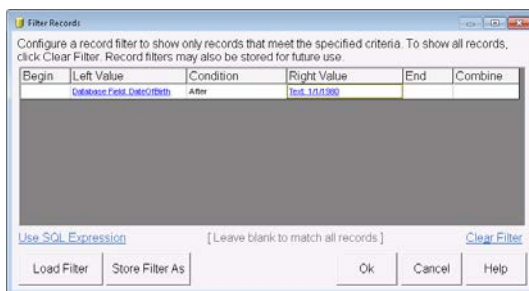 Filter Records
Configure a record filter to show only records that meet the specified criteria. To show all records,
click Clear Filter. Record filters may also be stored for future use.
Begin Left Value Condition Right Value End Combine
Database Field: DateOfBirth After Text: 1/1/1980
Use SQL Expression [ Leave blank to match all records ] Clear Filter
Load Filter Store Filter As Ok Cancel Help